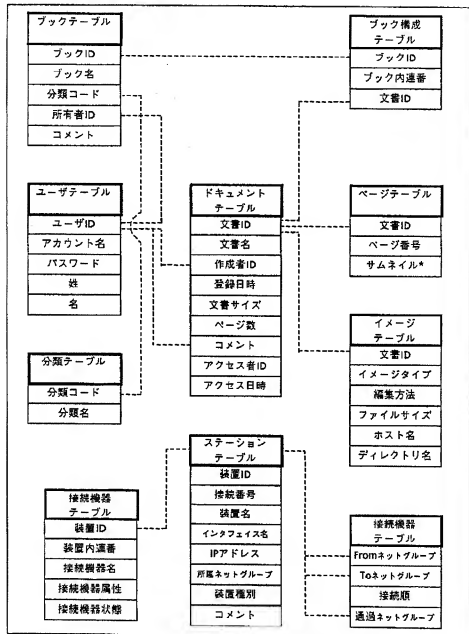 ブックテーブル
ブックID
ブック名
分類コード
所有者ID
コメント
ブック構成
テーブル
ブックID
ブック内連番
文書ID
ユーザテーブル
ユーザID
アカウント名
パスワード
姓
名
ドキュメント
テーブル
文書ID
文書名
作成者ID
登録日時
文書サイズ
ページ数
コメント
アクセス者ID
アクセス日時
ページテーブル
文書ID
ページ番号
サムネイル*
分類テーブル
分類コード
分類名
イメージ
テーブル
文書ID
イメージタイプ
編集方法
ファイルサイズ
ホスト名
ディレクトリ名
接続機器
テーブル
装置ID
装置内連番
接続機器名
接続機器属性
接続機器状態
ステーション
テーブル
装置ID
接続番号
装置名
インタフェイス名
IPアドレス
所属ネットグループ
装置種別
コメント
接続機器
テーブル
Fromネットグループ
Toネットグループ
接続順
通過ネットグループ